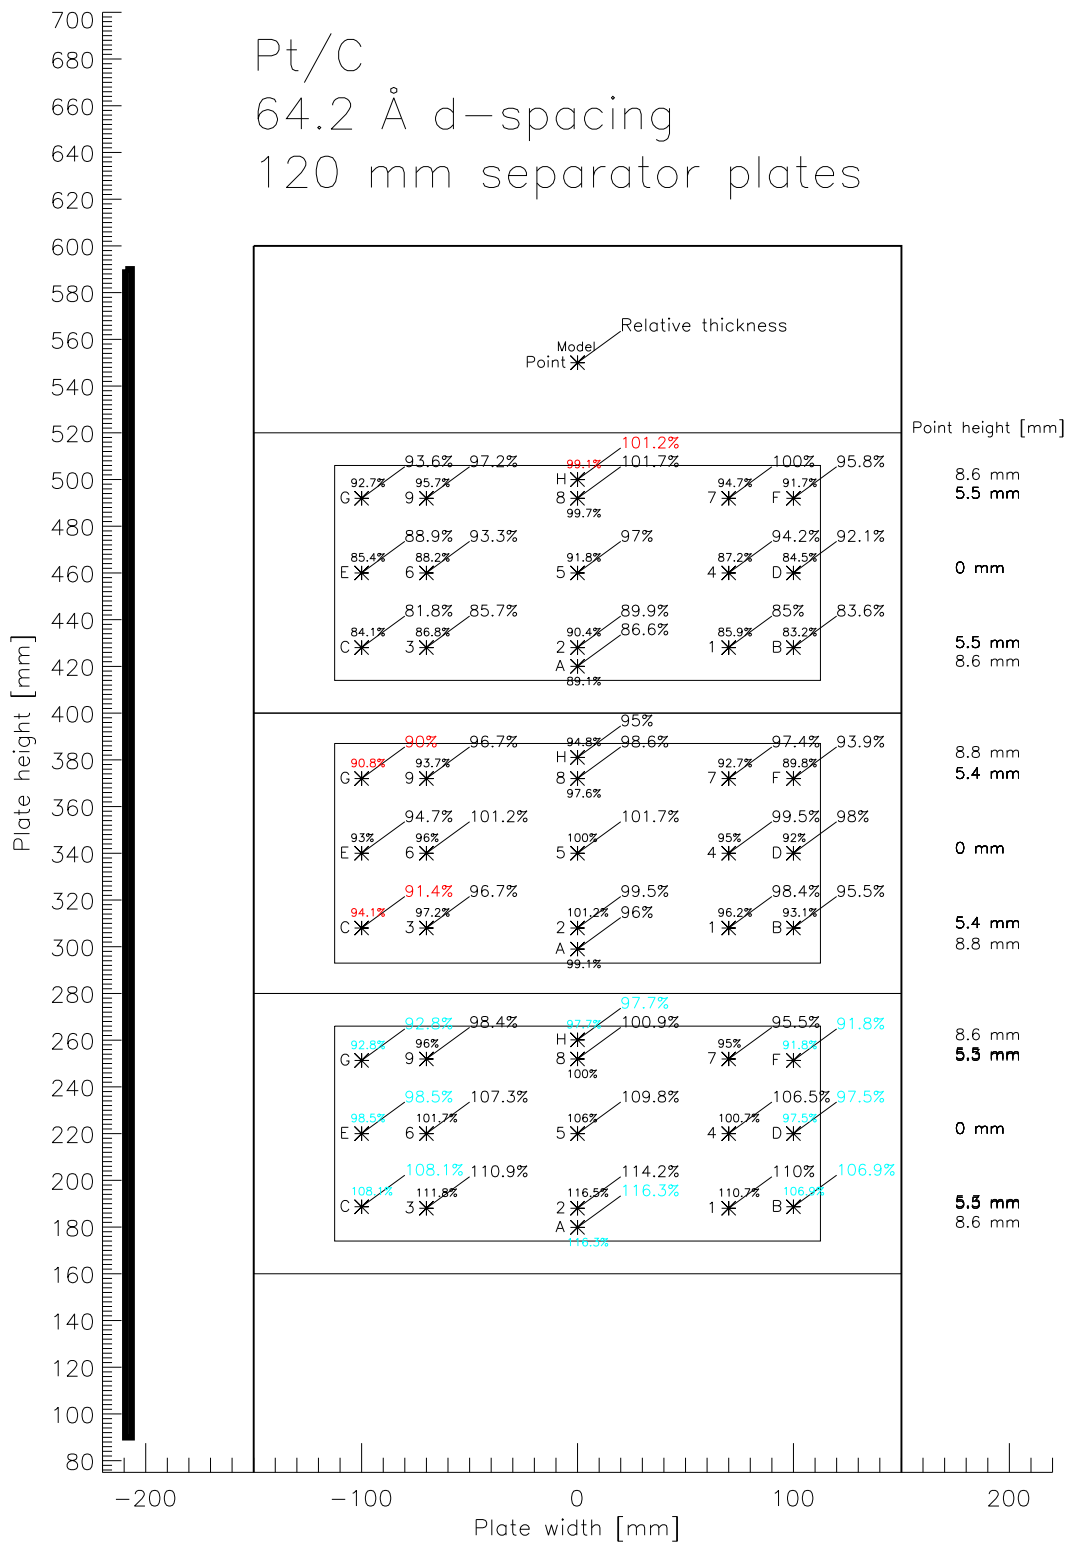 Pt/C
64.2 Å d-spacing
120 mm separator plates
700
680
660
640
620
600
580
560
540
520
500
480
460
440
420
400
380
360
340
320
300
280
260
240
220
200
180
160
140
120
100
80
Plate height [mm]
Relative thickness
Model
Point
Point height [mm]
101.2%
93.6% 97.2% 99.1% 101.7% 100% 95.8%
92.7% 95.7% H 94.7% 91.7% 8.6 mm
G 9 8 7 F 5.5 mm
99.7%
88.9% 93.3% 97% 94.2% 92.1%
85.4% 88.2% 91.8% 87.2% 84.5%
E 6 5 4 D 0 mm
81.8% 85.7% 89.9% 85% 83.6%
84.1% 86.8% 90.4% 86.6% 85.9% 83.2%
C 3 2 1 B 5.5 mm
A 8.6 mm
89.1%
95%
90% 96.7% 94.8% 98.6% 97.4% 93.9%
90.8% 93.7% H 92.7% 89.8% 8.8 mm
G 9 8 7 F 5.4 mm
97.6%
94.7% 101.2% 101.7% 99.5% 98%
93% 96% 100% 95% 92%
E 6 5 4 D 0 mm
91.4% 96.7% 99.5% 98.4% 95.5%
94.1% 97.2% 101.2% 96% 96.2% 93.1%
C 3 2 1 B 5.4 mm
A 8.8 mm
99.1%
97.7%
92.8% 98.4% 97.7% 100.9% 95.5% 91.8%
92.8% 96% H 95% 91.8% 8.6 mm
G 9 8 7 F
100%
98.5% 107.3% 109.8% 106.5% 97.5%
98.5% 101.7% 106% 100.7% 97.5%
E 6 5 4 D 0 mm
108.1% 110.9% 114.2% 110% 106.9%
108.1% 111.8% 116.5% 116.3% 110.7% 106.9%
C 3 2 1 B
A 8.6 mm
116.3%
-200 -100 0 100 200
Plate width [mm]